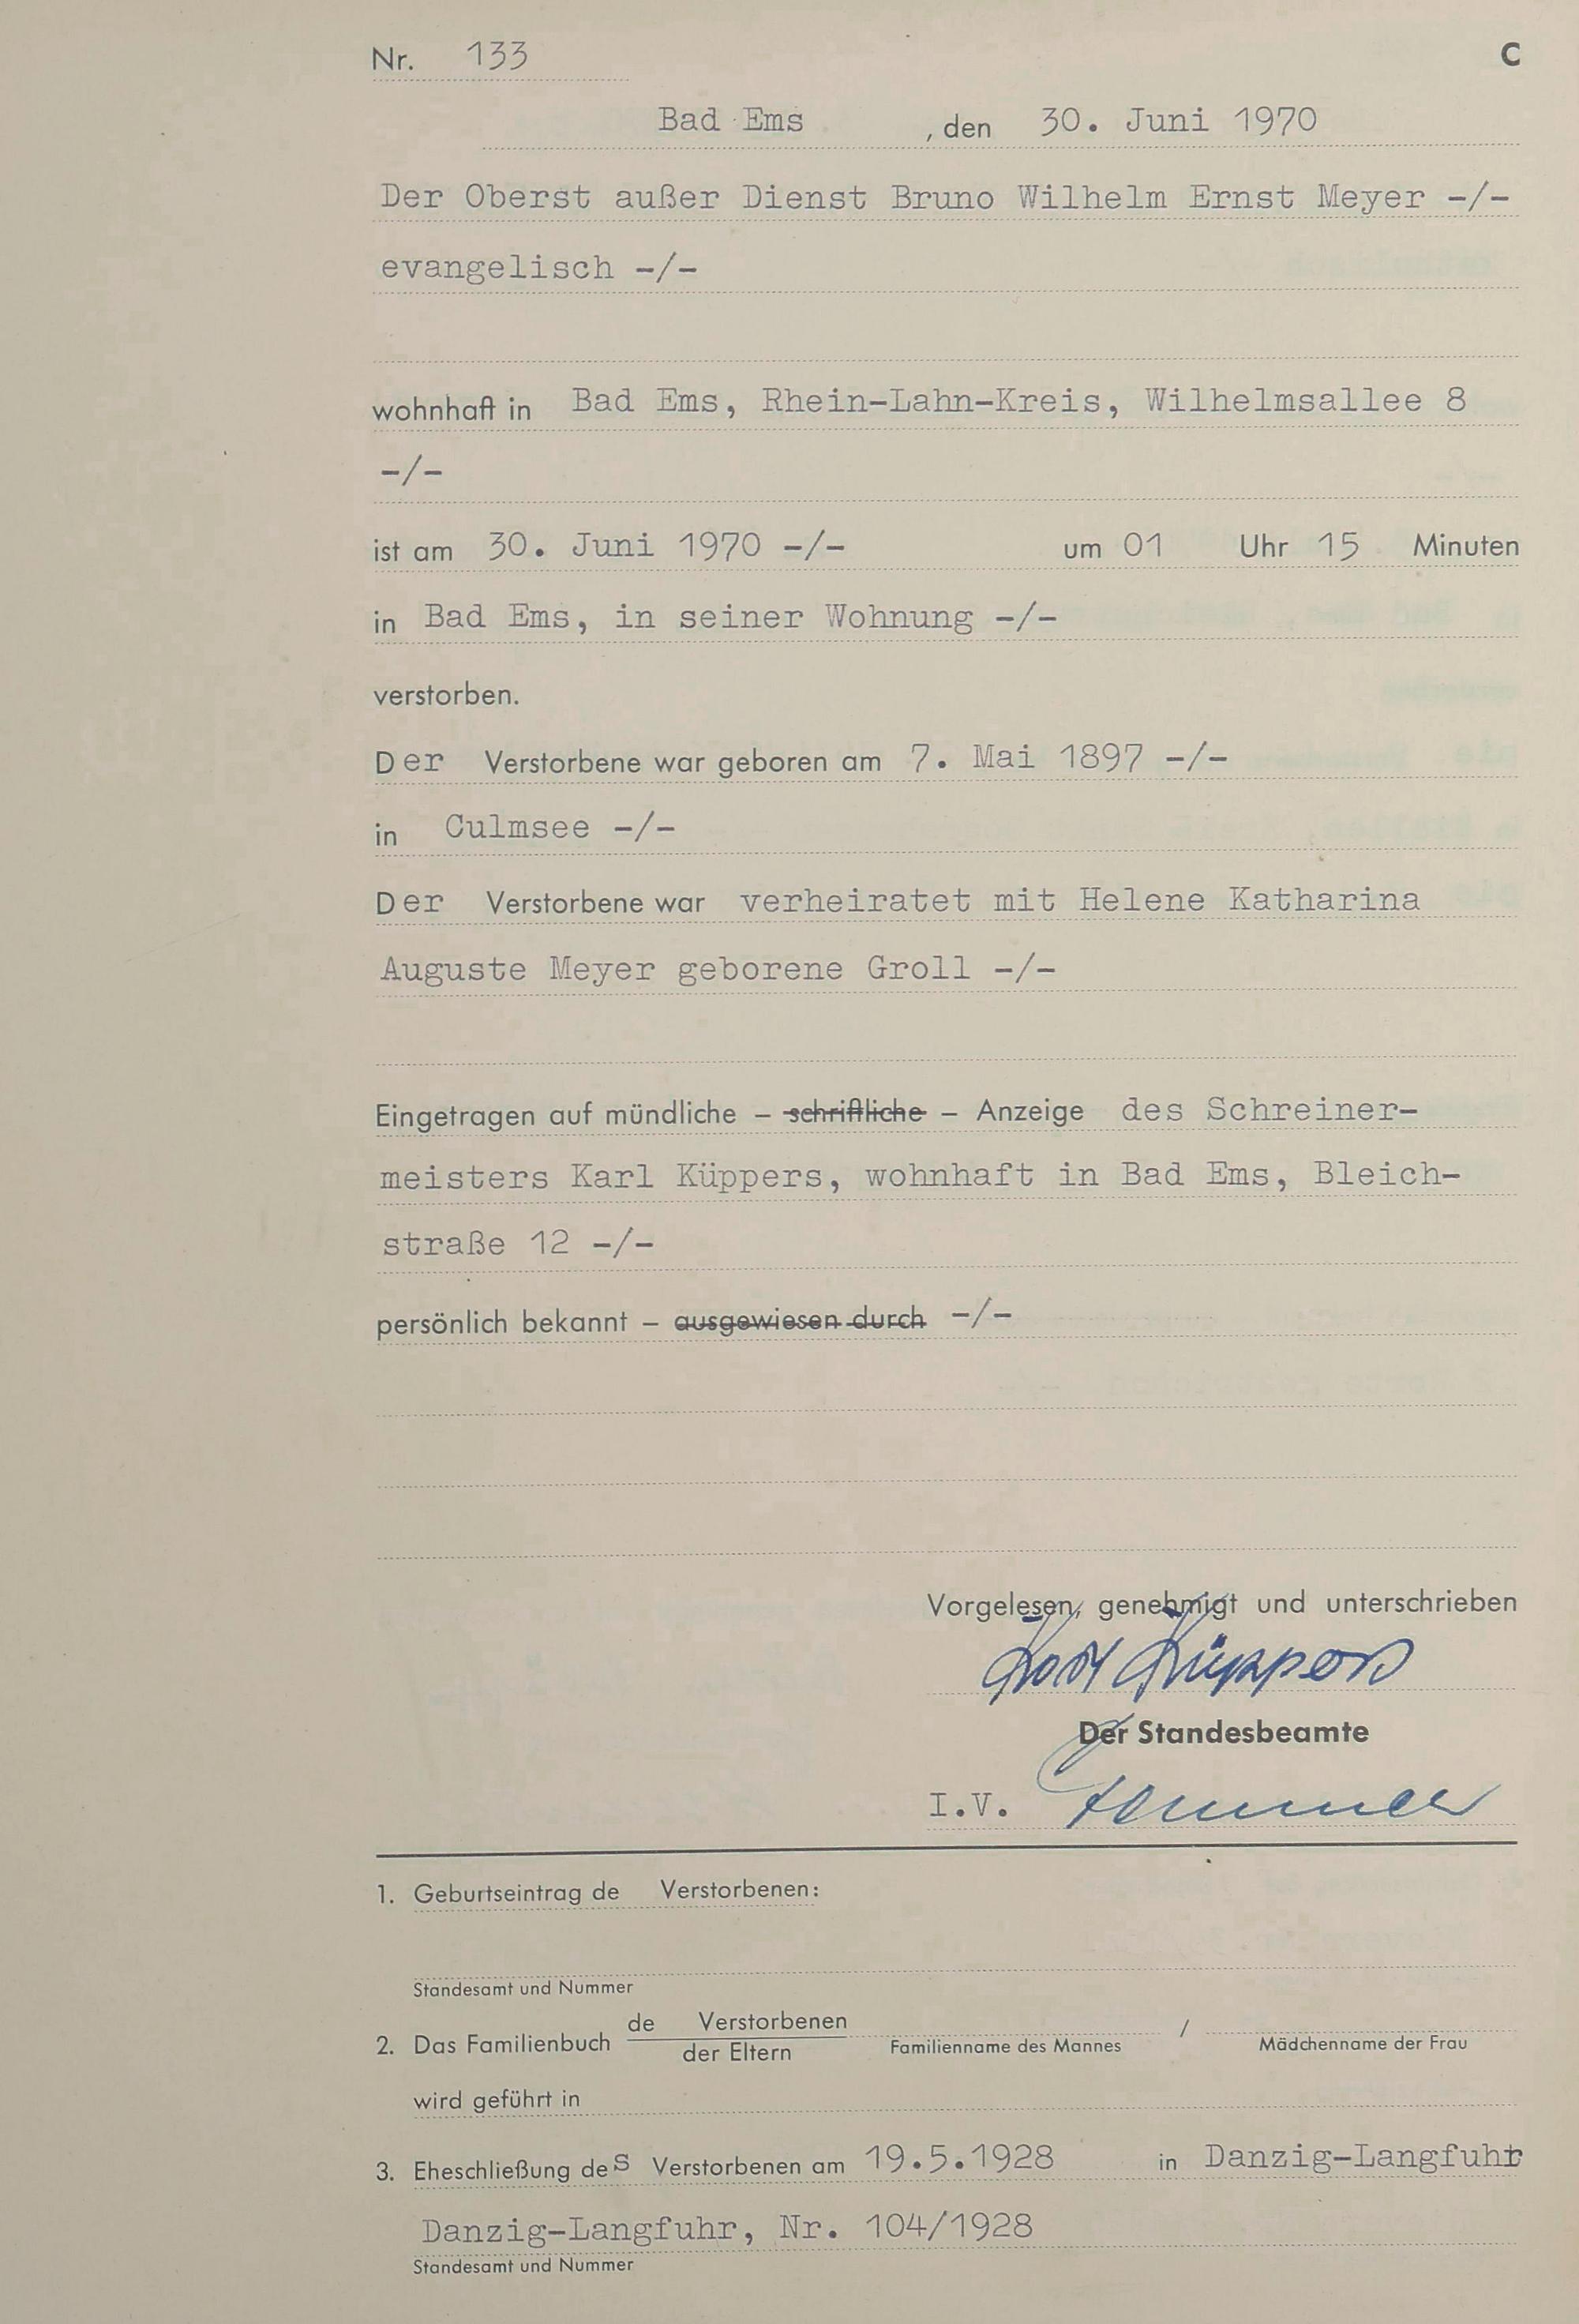 Nr. 133 C
Bad Ems , den 30. Juni 1970
Der Oberst außer Dienst Bruno Wilhelm Ernst Meyer -/-
evangelisch -/-
wohnhaft in Bad Ems, Rhein-Lahn-Kreis, Wilhelmsallee 8
-/-
ist am 30. Juni 1970 -/- um 01 Uhr 15 Minuten
in Bad Ems, in seiner Wohnung -/-
verstorben.
Der Verstorbene war geboren am 7. Mai 1897 -/-
in Culmsee -/-
Der Verstorbene war verheiratet mit Helene Katharina
Auguste Meyer geborene Groll -/-
Eingetragen auf mündliche – schriftliche – Anzeige des Schreiner-
meisters Karl Küppers, wohnhaft in Bad Ems, Bleich-
straße 12 -/-
persönlich bekannt – ausgewiesen durch -/-
Vorgelesen, genehmigt und unterschrieben
Karl Küppers
Der Standesbeamte
I.V.
1. Geburtseintrag de Verstorbenen:
Standesamt und Nummer
de Verstorbenen
2. Das Familienbuch der Eltern Familienname des Mannes / Mädchenname der Frau
wird geführt in
3. Eheschließung des Verstorbenen am 19.5.1928 in Danzig-Langfuhr
Danzig-Langfuhr, Nr. 104/1928
Standesamt und Nummer